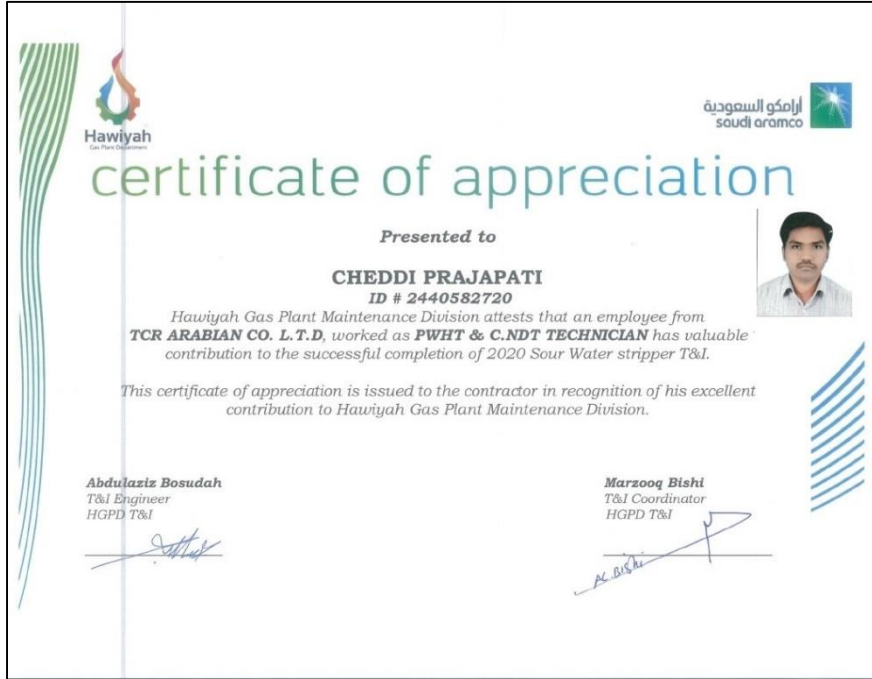 Hawiyah
Gas Plant Department
أرامكو السعودية
saudi aramco
certificate of appreciation
Presented to
CHEDDI PRAJAPATI
ID # 2440582720
Hawiyah Gas Plant Maintenance Division attests that an employee from
TCR ARABIAN CO. L.T.D, worked as PWHT & C.NDT TECHNICIAN has valuable
contribution to the successful completion of 2020 Sour Water stripper T&I.
This certificate of appreciation is issued to the contractor in recognition of his excellent
contribution to Hawiyah Gas Plant Maintenance Division.
Abdulaziz Bosudah
T&I Engineer
HGPD T&I
Marzooq Bishi
T&I Coordinator
HGPD T&I